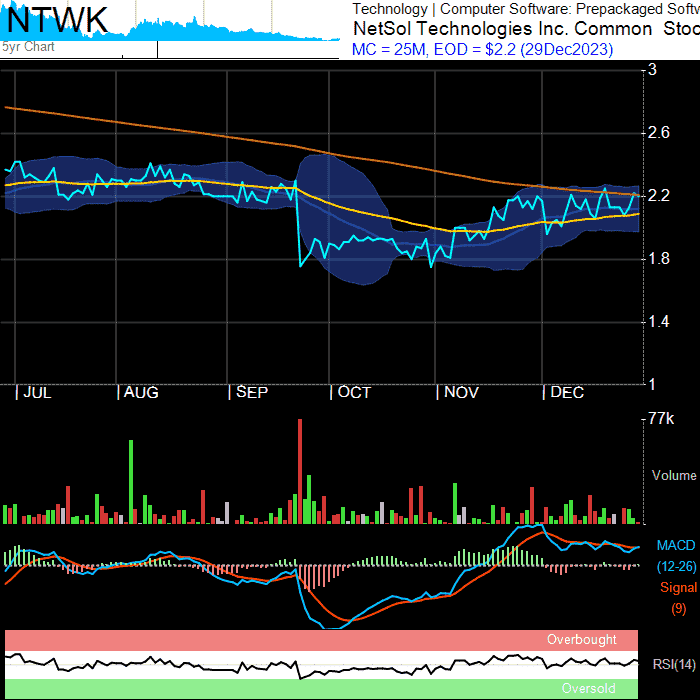 NTWK
5yr Chart
Technology | Computer Software: Prepackaged Softw
NetSol Technologies Inc. Common Stoc
MC = 25M, EOD = $2.2 (29Dec2023)
3
2.6
2.2
1.8
1.4
1
| JUL | AUG | SEP | OCT | NOV | DEC
77k
Volume
MACD
(12-26)
Signal
(9)
Overbought
RSI(14)
Oversold